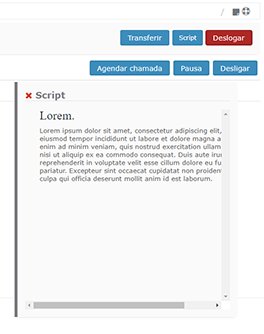 Transferir Script Deslogar
Agendar chamada Pausa Desligar
Script
Lorem.
Lorem ipsum dolor sit amet, consectetur adipiscing elit,
eiusmod tempor incididunt ut labore et dolore magna a
enim ad minim veniam, quis nostrud exercitation ullam
nisi ut aliquip ex ea commodo consequat. Duis aute irur
reprehenderit in voluptate velit esse cillum dolore eu fu
pariatur. Excepteur sint occaecat cupidatat non proident
culpa qui officia deserunt mollit anim id est laborum.